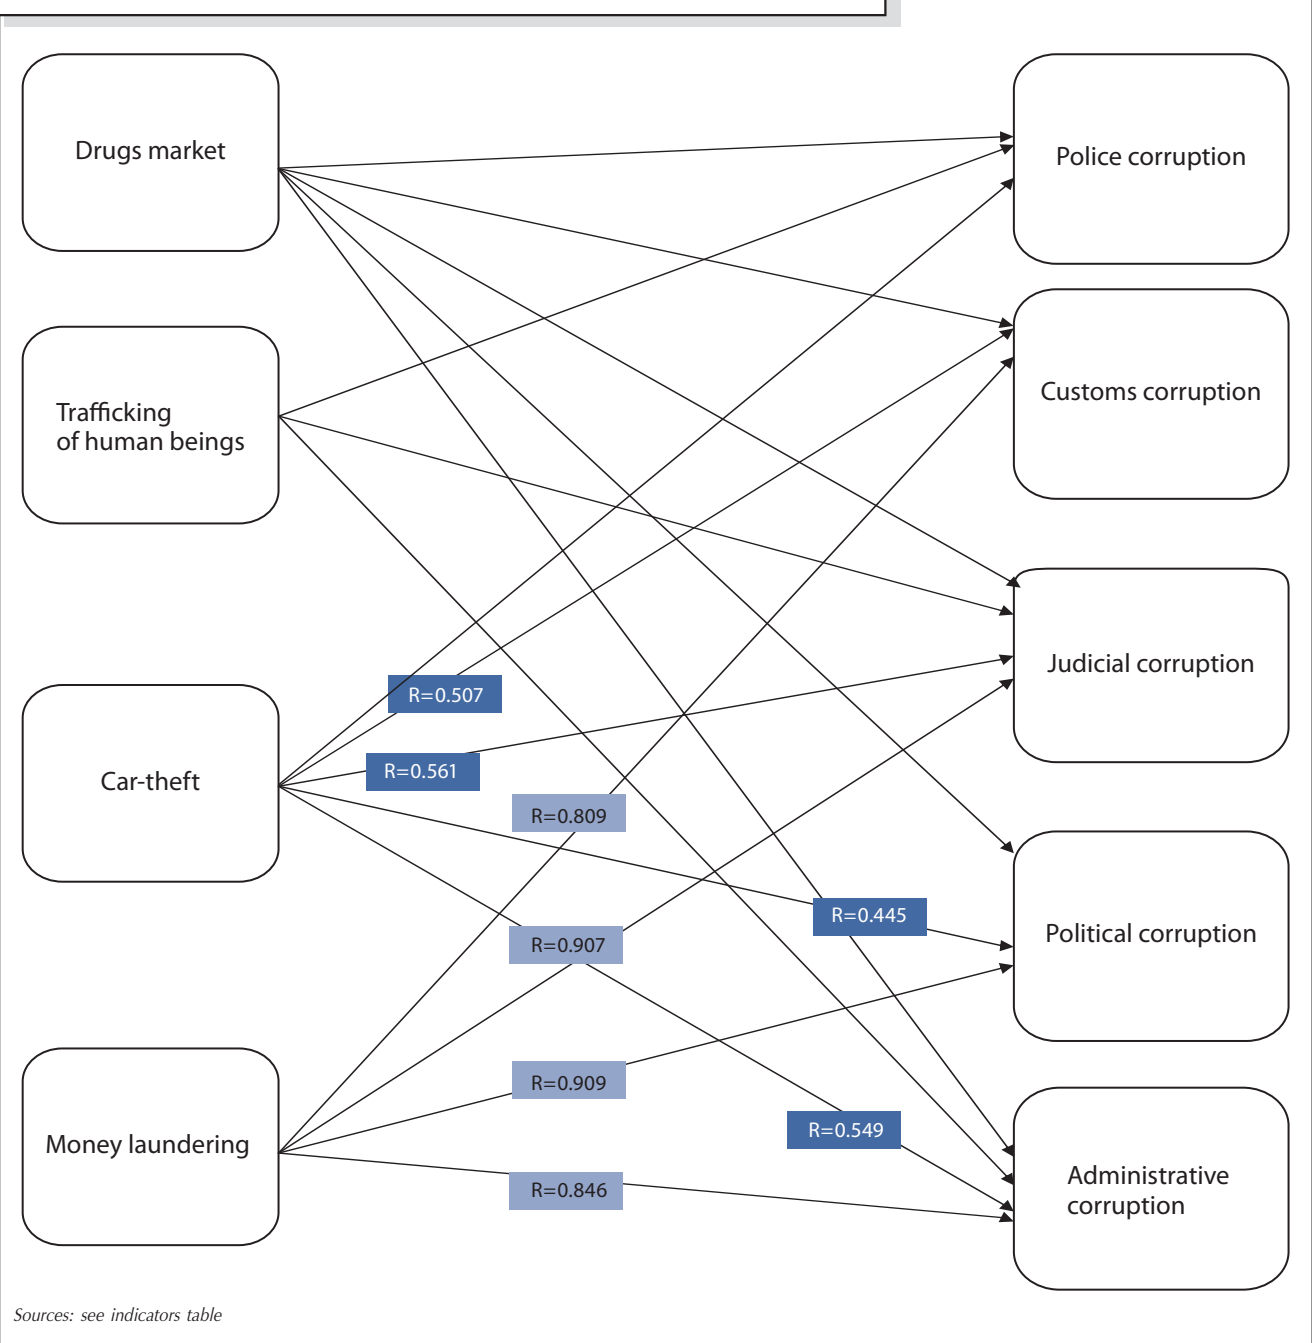 Drugs market
Police corruption
Trafficking
of human beings
Customs corruption
Judicial corruption
R=0.507
Car-theft
R=0.561
R=0.809
R=0.445
Political corruption
R=0.907
R=0.909
R=0.549
Money laundering
R=0.846
Administrative
corruption
Sources: see indicators table